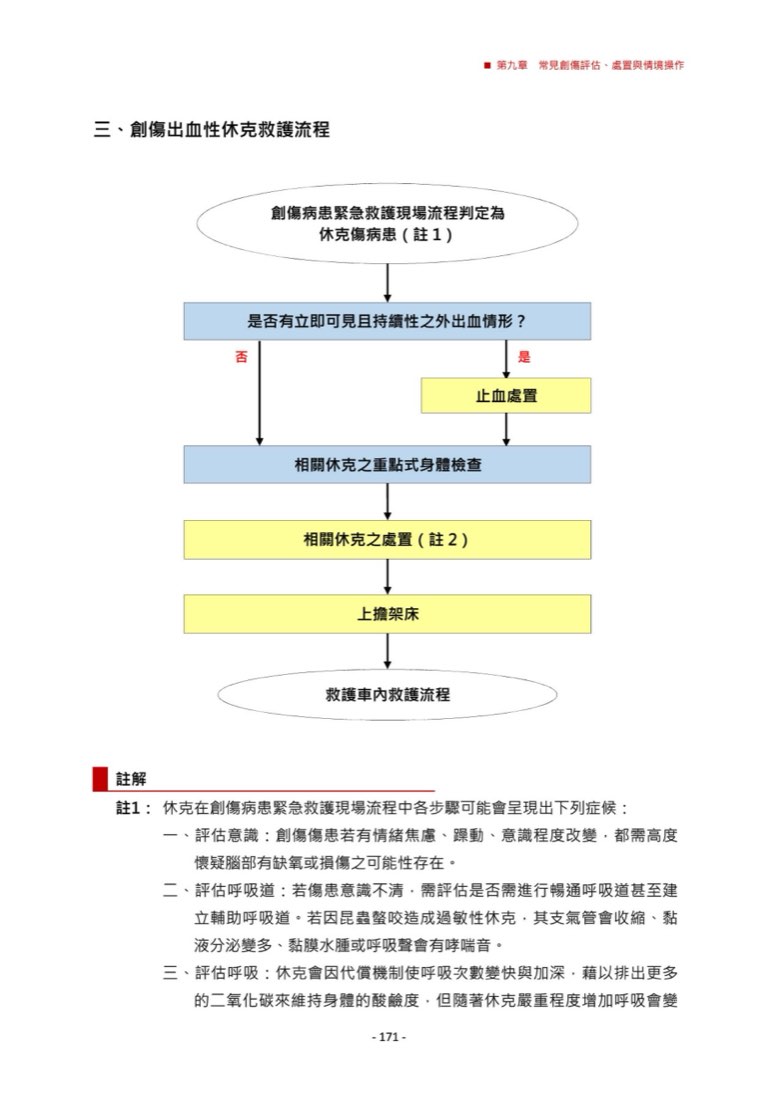 ■ 第九章　常見創傷評估、處置與情境操作
三、創傷出血性休克救護流程
創傷病患緊急救護現場流程判定為
休克傷病患（註 1）
是否有立即可見且持續性之外出血情形？
否
是
止血處置
相關休克之重點式身體檢查
相關休克之處置（註 2）
上擔架床
救護車內救護流程
註解
註1：休克在創傷病患緊急救護現場流程中各步驟可能會呈現出下列症候：
一、評估意識：創傷傷患若有情緒焦慮、躁動、意識程度改變，都需高度
懷疑腦部有缺氧或損傷之可能性存在。
二、評估呼吸道：若傷患意識不清，需評估是否需進行暢通呼吸道甚至建
立輔助呼吸道。若因昆蟲螫咬造成過敏性休克，其支氣管會收縮、黏
液分泌變多、黏膜水腫或呼吸聲會有哮喘音。
三、評估呼吸：休克會因代償機制使呼吸次數變快與加深，藉以排出更多
的二氧化碳來維持身體的酸鹼度，但隨著休克嚴重程度增加呼吸會變
- 171 -